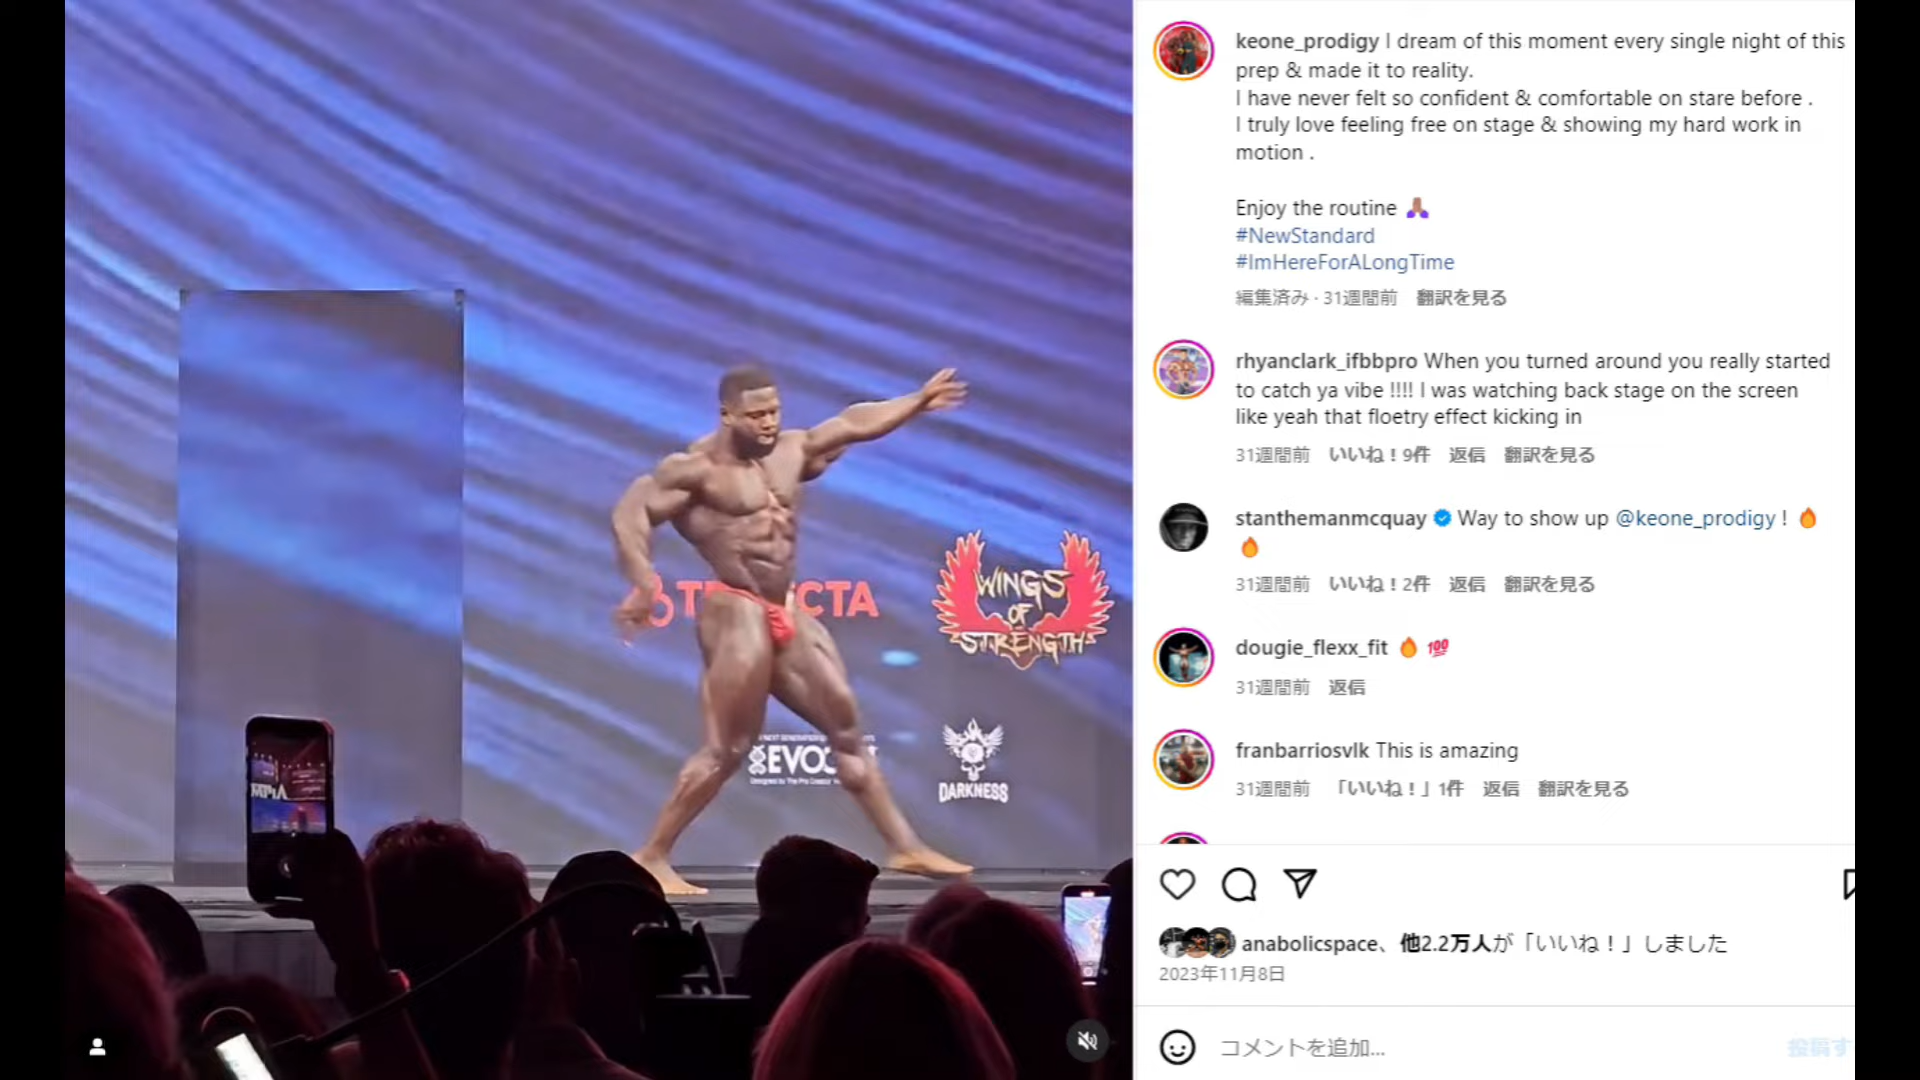 keone_prodigy I dream of this moment every single night of this
prep & made it to reality.
I have never felt so confident & comfortable on stare before .
I truly love feeling free on stage & showing my hard work in
motion .
Enjoy the routine 🙏🏾
#NewStandard
#ImHereForALongTime
編集済み · 31週間前 翻訳を見る
rhyanclark_ifbbpro When you turned around you really started
to catch ya vibe !!!! I was watching back stage on the screen
like yeah that floetry effect kicking in
31週間前 いいね！9件 返信 翻訳を見る
stanthemanmcquay Way to show up @keone_prodigy ! 🔥
🔥
31週間前 いいね！2件 返信 翻訳を見る
dougie_flexx_fit 🔥 💯
31週間前 返信
franbarriosvlk This is amazing
31週間前 「いいね！」1件 返信 翻訳を見る
anabolicspace、他2.2万人が「いいね！」しました
2023年11月8日
コメントを追加...
投稿す
WINGS
OF
STRENGTH
DARKNESS